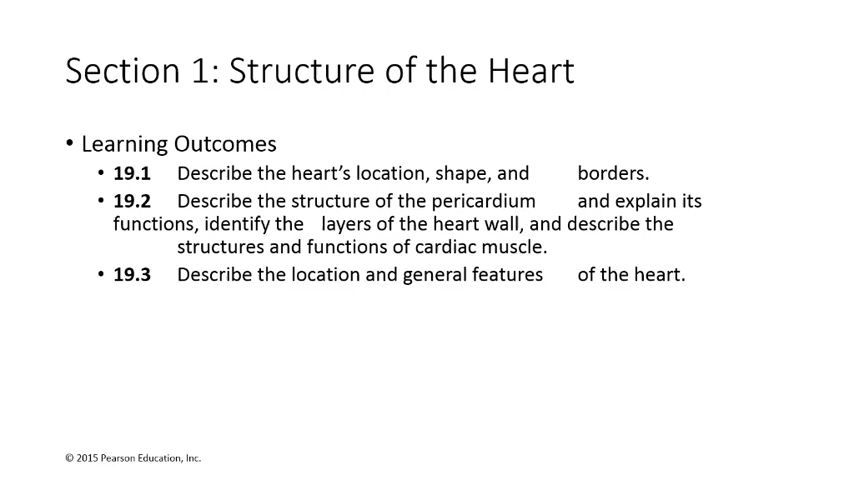 Section 1: Structure of the Heart
• Learning Outcomes
• 19.1 Describe the heart's location, shape, and borders.
• 19.2 Describe the structure of the pericardium and explain its
functions, identify the layers of the heart wall, and describe the
structures and functions of cardiac muscle.
• 19.3 Describe the location and general features of the heart.
© 2015 Pearson Education, Inc.